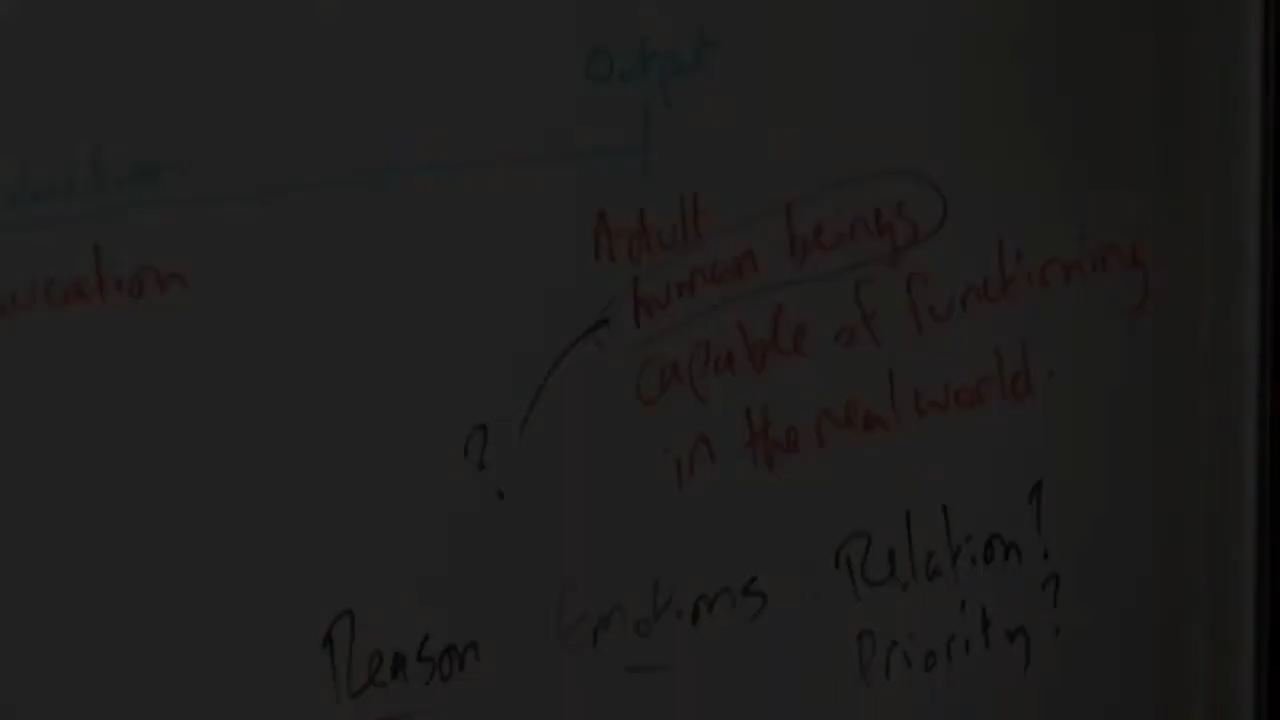 Output
Adult
human beings
capable of functioning
in the real world.
?
Reason Emotions Relation?
Priority?